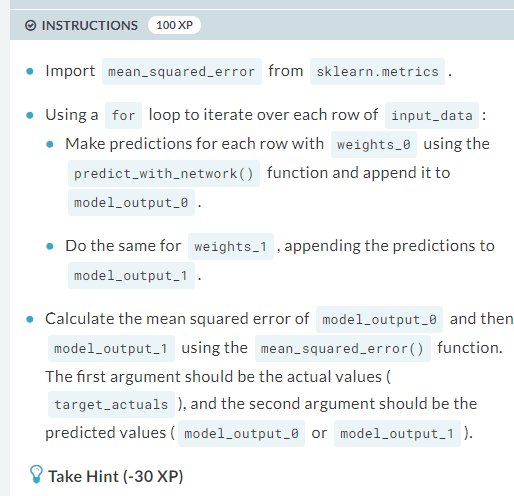 INSTRUCTIONS 100 XP
Import mean_squared_error from sklearn.metrics .
Using a for loop to iterate over each row of input_data :
Make predictions for each row with weights_0 using the
predict_with_network() function and append it to
model_output_0 .
Do the same for weights_1 , appending the predictions to
model_output_1 .
Calculate the mean squared error of model_output_0 and then
model_output_1 using the mean_squared_error() function.
The first argument should be the actual values (
target_actuals ), and the second argument should be the
predicted values ( model_output_0 or model_output_1 ).
Take Hint (-30 XP)